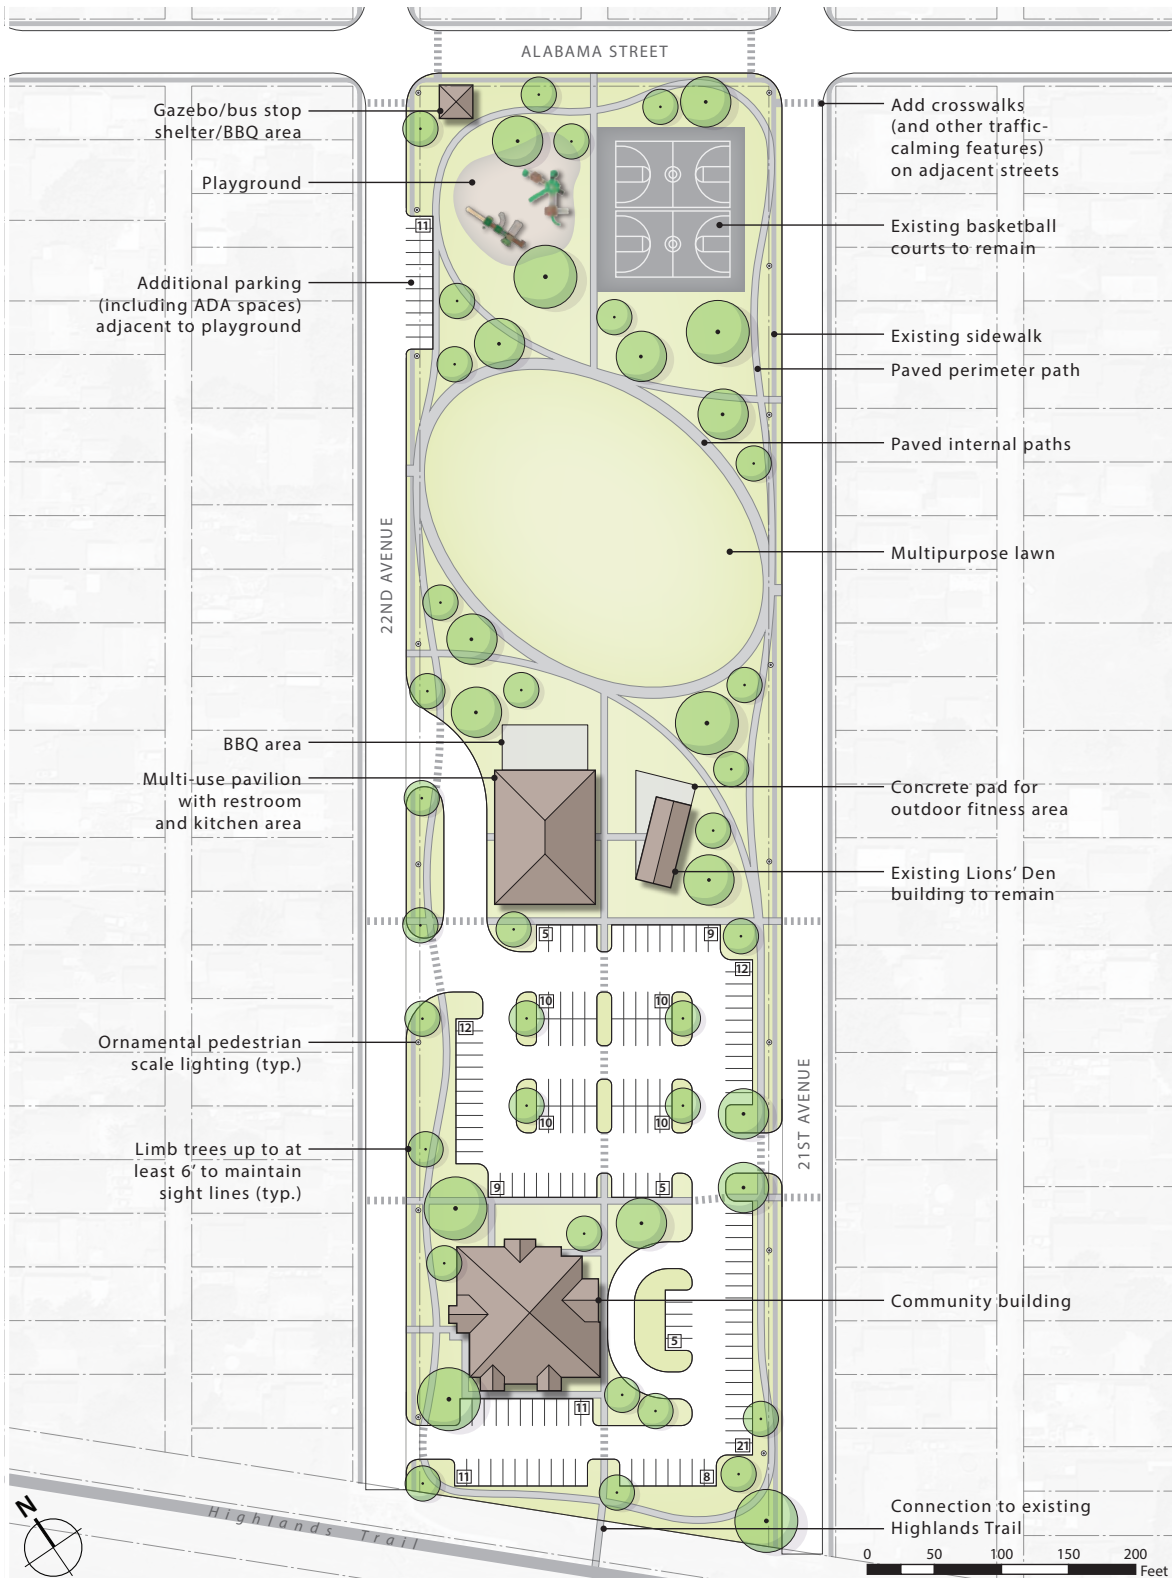 ALABAMA STREET
Gazebo/bus stop
shelter/BBQ area
Playground
11
Additional parking
(including ADA spaces)
adjacent to playground
Add crosswalks
(and other traffic-
calming features)
on adjacent streets
Existing basketball
courts to remain
Existing sidewalk
Paved perimeter path
Paved internal paths
22ND AVENUE
Multipurpose lawn
BBQ area
Multi-use pavilion
with restroom
and kitchen area
Concrete pad for
outdoor fitness area
Existing Lions' Den
building to remain
5
9
12
10
10
12
Ornamental pedestrian
scale lighting (typ.)
21ST AVENUE
10
10
Limb trees up to at
least 6' to maintain
sight lines (typ.)
9
5
Community building
5
11
21
11
8
N
Highlands Trail
Connection to existing
Highlands Trail
0 50 100 150 200
Feet